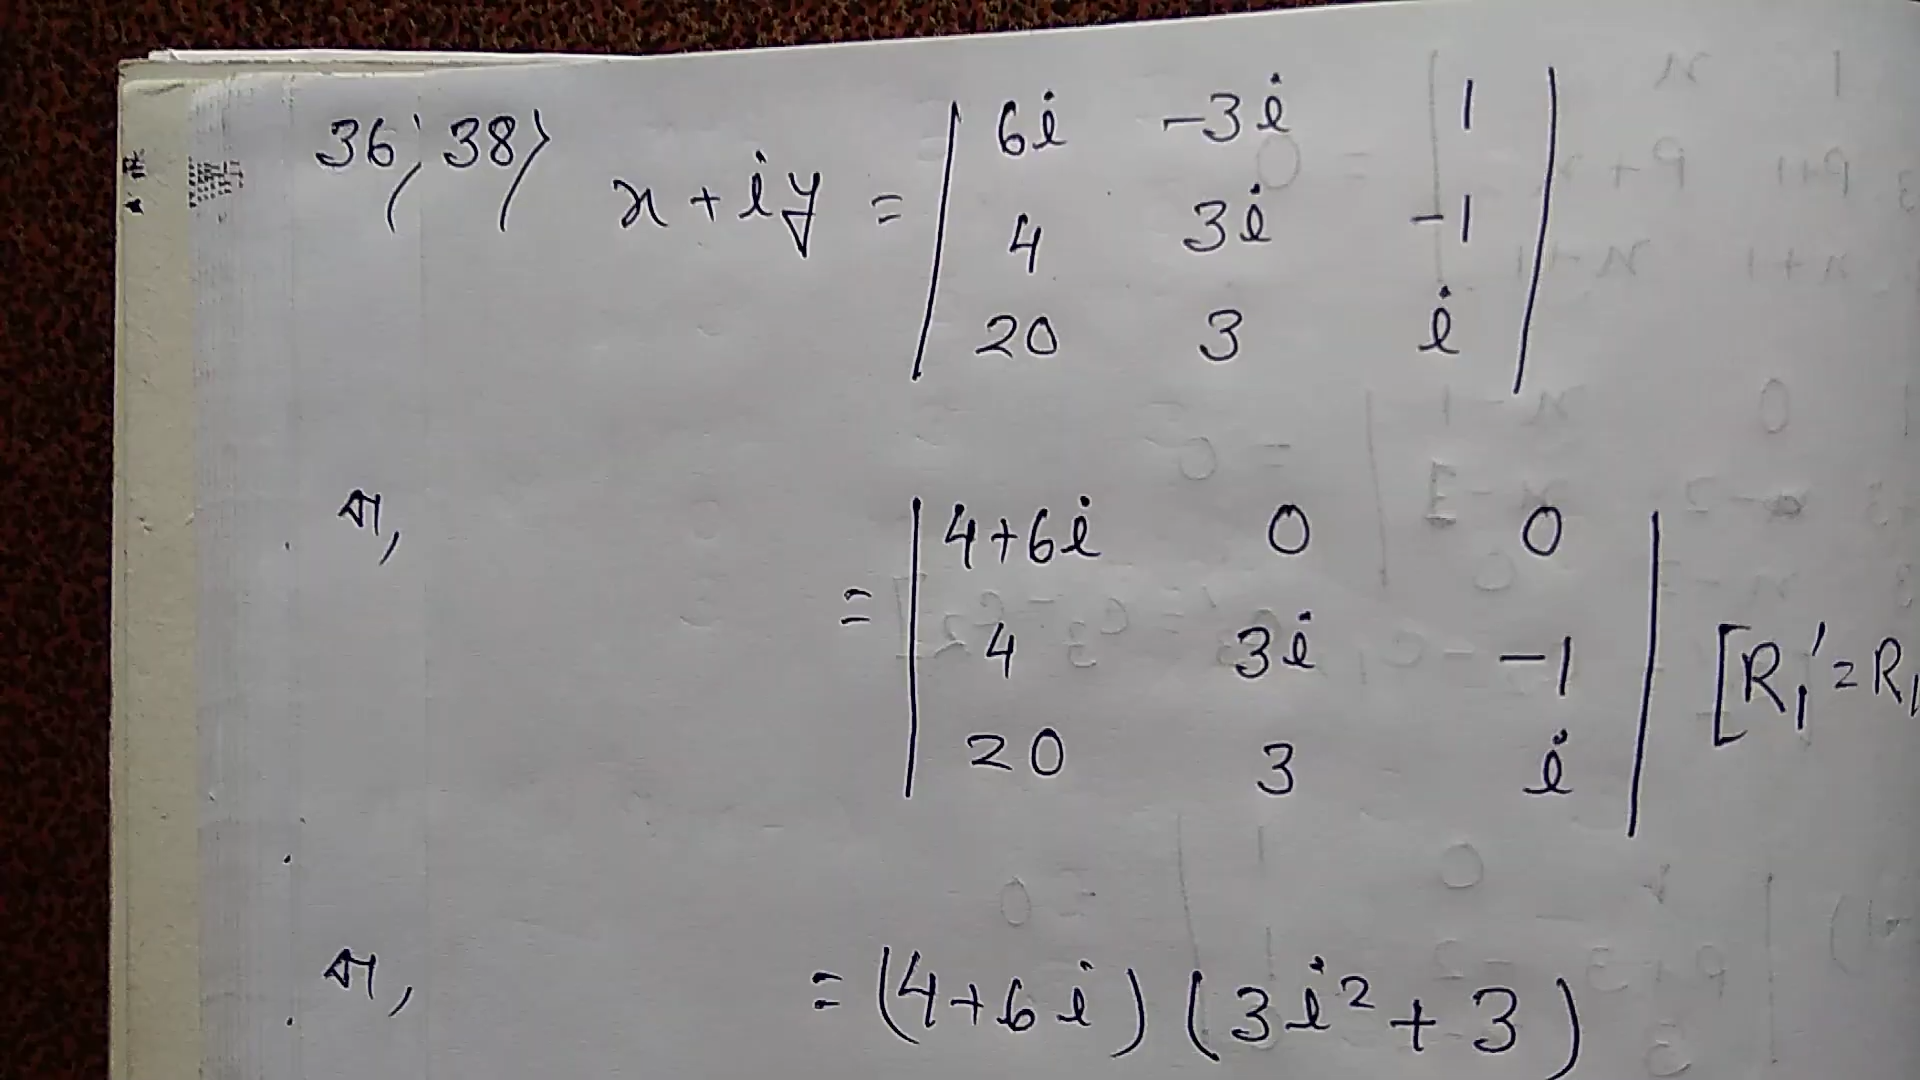 36, 38)
x + iy = | 6i -3i 1 |
| 4 3i -1 |
| 20 3 i |
বা, = | 4+6i 0 0 |
| 4 3i -1 | [R₁' = R₁
| 20 3 i |
বা, = (4+6i) (3i² + 3)